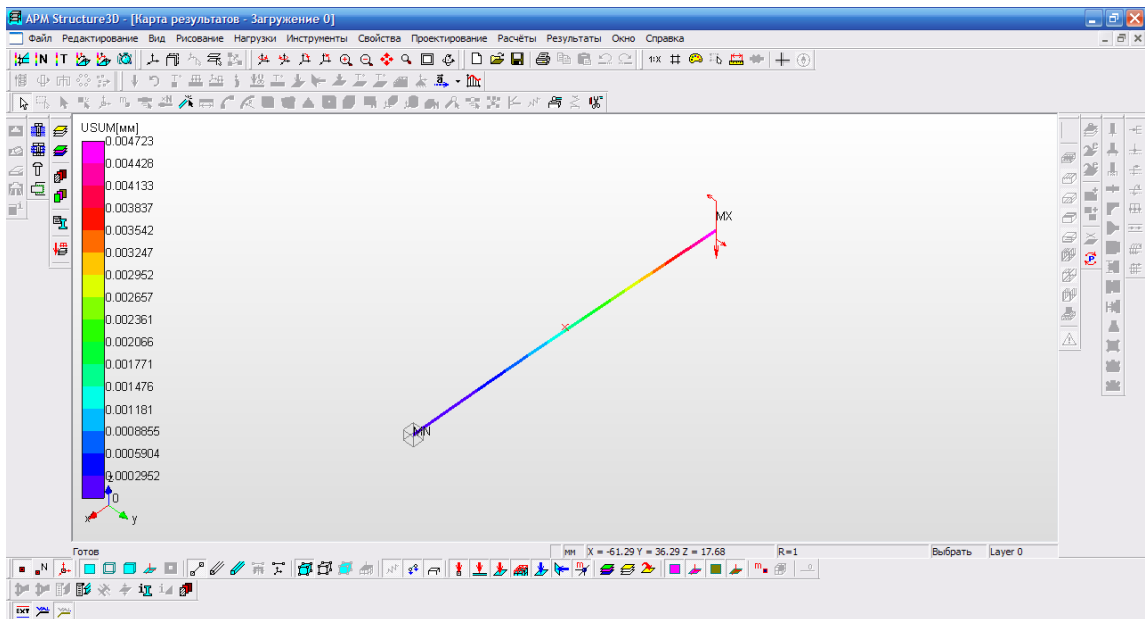 APM Structure3D - [Карта результатов - Загружение 0]
Файл Редактирование Вид Рисование Нагрузки Инструменты Свойства Проектирование Расчёты Результаты Окно Справка
USUM[мм]
0.004723
0.004428
0.004133
0.003837
0.003542
0.003247
0.002952
0.002657
0.002361
0.002066
0.001771
0.001476
0.001181
0.0008855
0.0005904
0.0002952
0
z
x
y
MX
MN
Готов
мм X = -61.29 Y = 36.29 Z = 17.68 R=1 Выбрать Layer 0
EXT